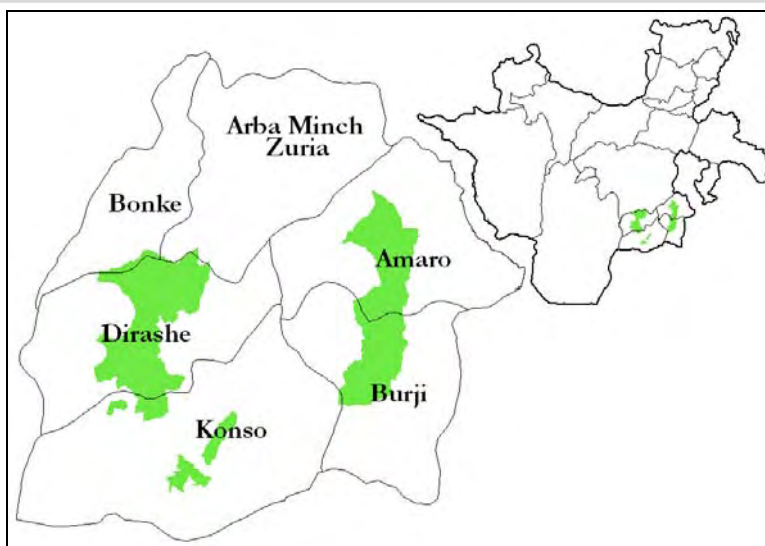 Arba Minch
Zuria
Bonke
Amaro
Dirashe
Burji
Konso